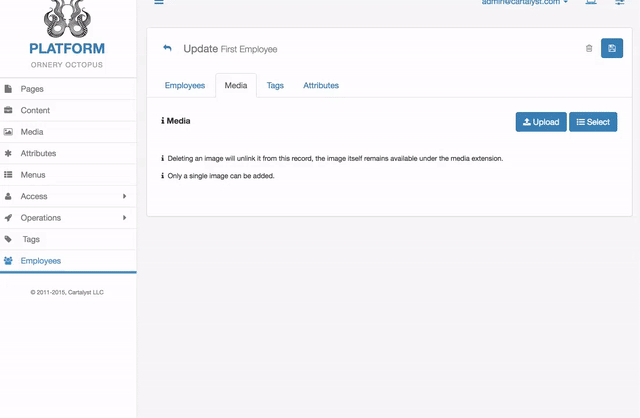 admin@cartalyst.com
PLATFORM
ORNERY OCTOPUS
Pages
Content
Media
Attributes
Menus
Access
Operations
Tags
Employees
© 2011-2015, Cartalyst LLC
Update First Employee
Employees Media Tags Attributes
Media
Upload Select
Deleting an image will unlink it from this record, the image itself remains available under the media extension.
Only a single image can be added.